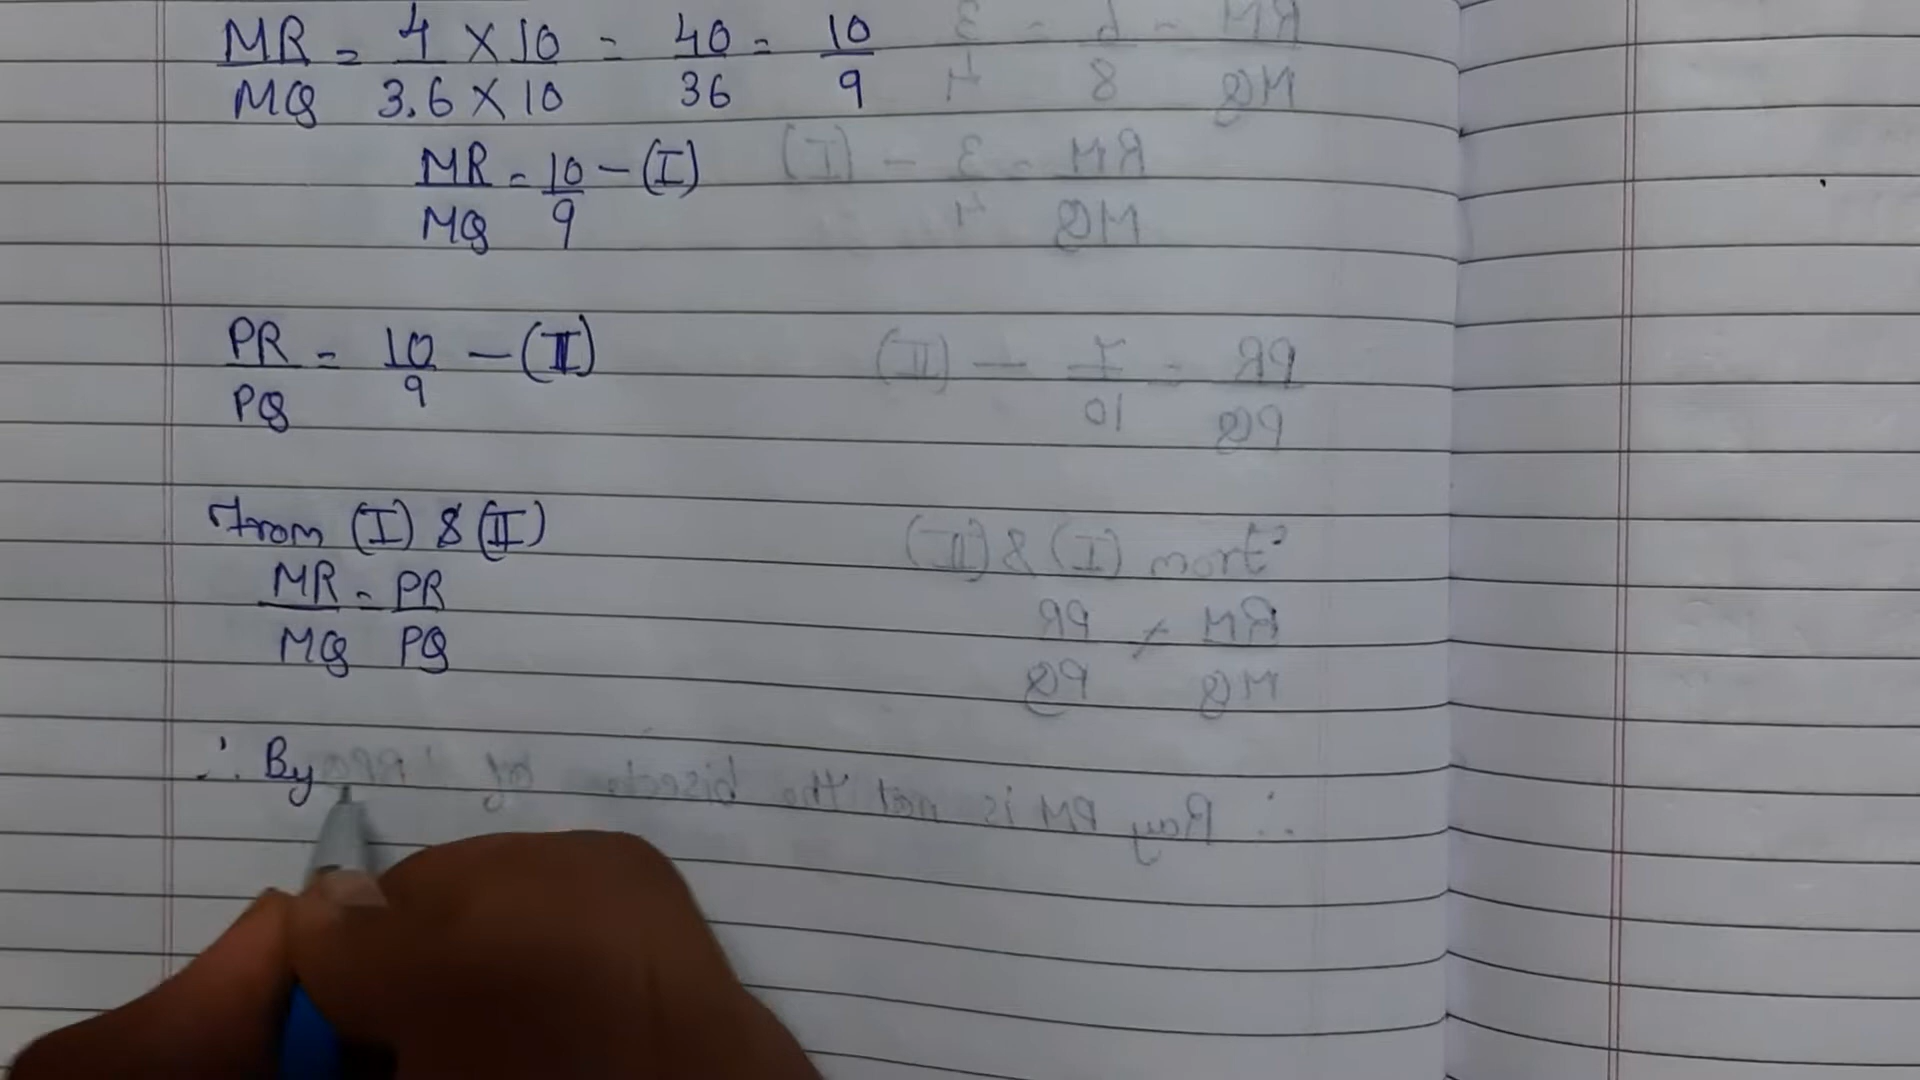 MR/MQ = 4 × 10/3.6 × 10 = 40/36 = 10/9
MR/MQ = 10/9 – (I)
PR/PQ = 10/9 – (II)
From (I) & (II)
MR/MQ = PR/PQ
∴ By